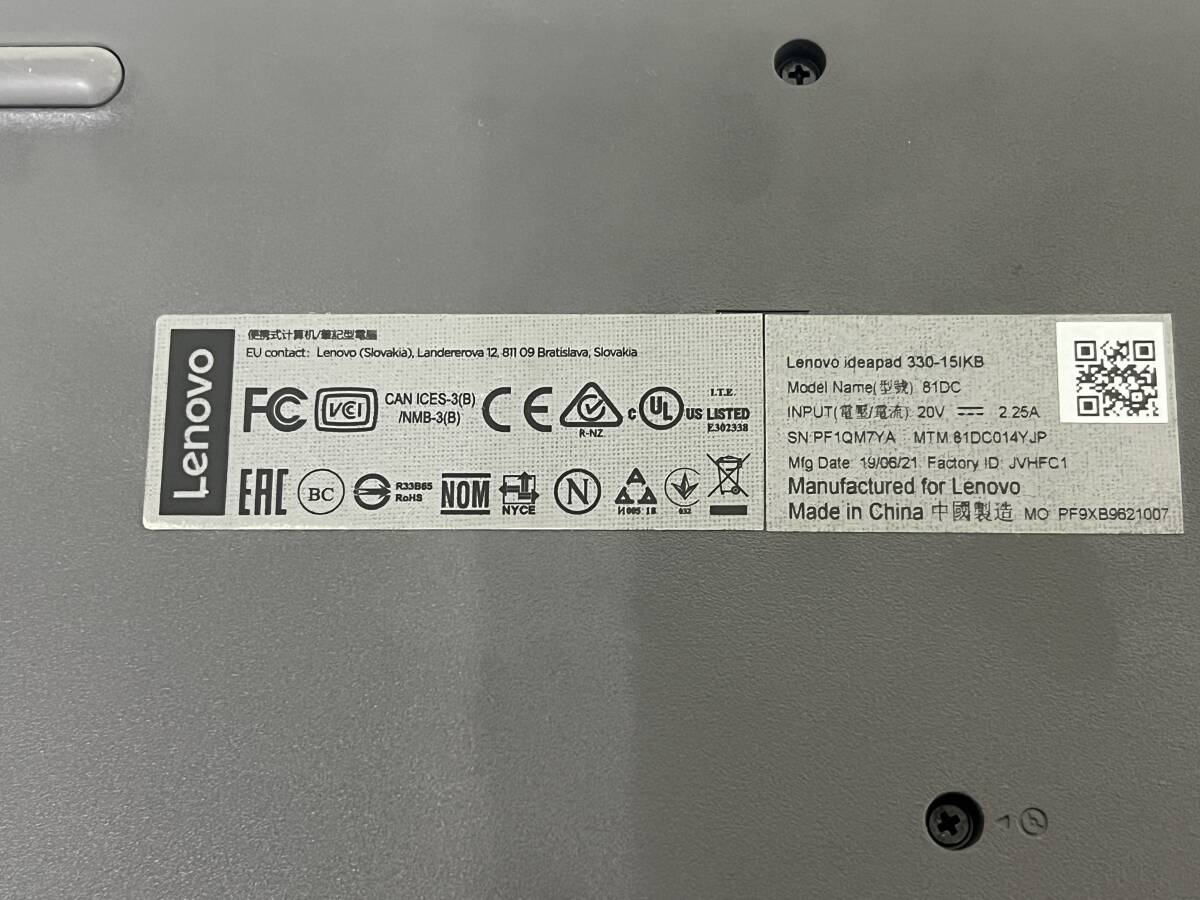 Lenovo
便携式计算机/筆記型電腦
EU contact: Lenovo (Slovakia), Landererova 12, 811 09 Bratislava, Slovakia
FC VCI CAN ICES-3(B)
/NMB-3(B)
CE
R-NZ
c UL US
I.T.E.
LISTED
E302338
EAC BC
R33B65
RoHS
NOM
NYCE
N
И005 18
032
Lenovo ideapad 330-15IKB
Model Name(型號) 81DC
INPUT(電壓/電流) 20V ⎓ 2.25A
SN:PF1QM7YA MTM:81DC014YJP
Mfg Date: 19/06/21 Factory ID: JVHFC1
Manufactured for Lenovo
Made in China 中國製造 MO: PF9XB9621007